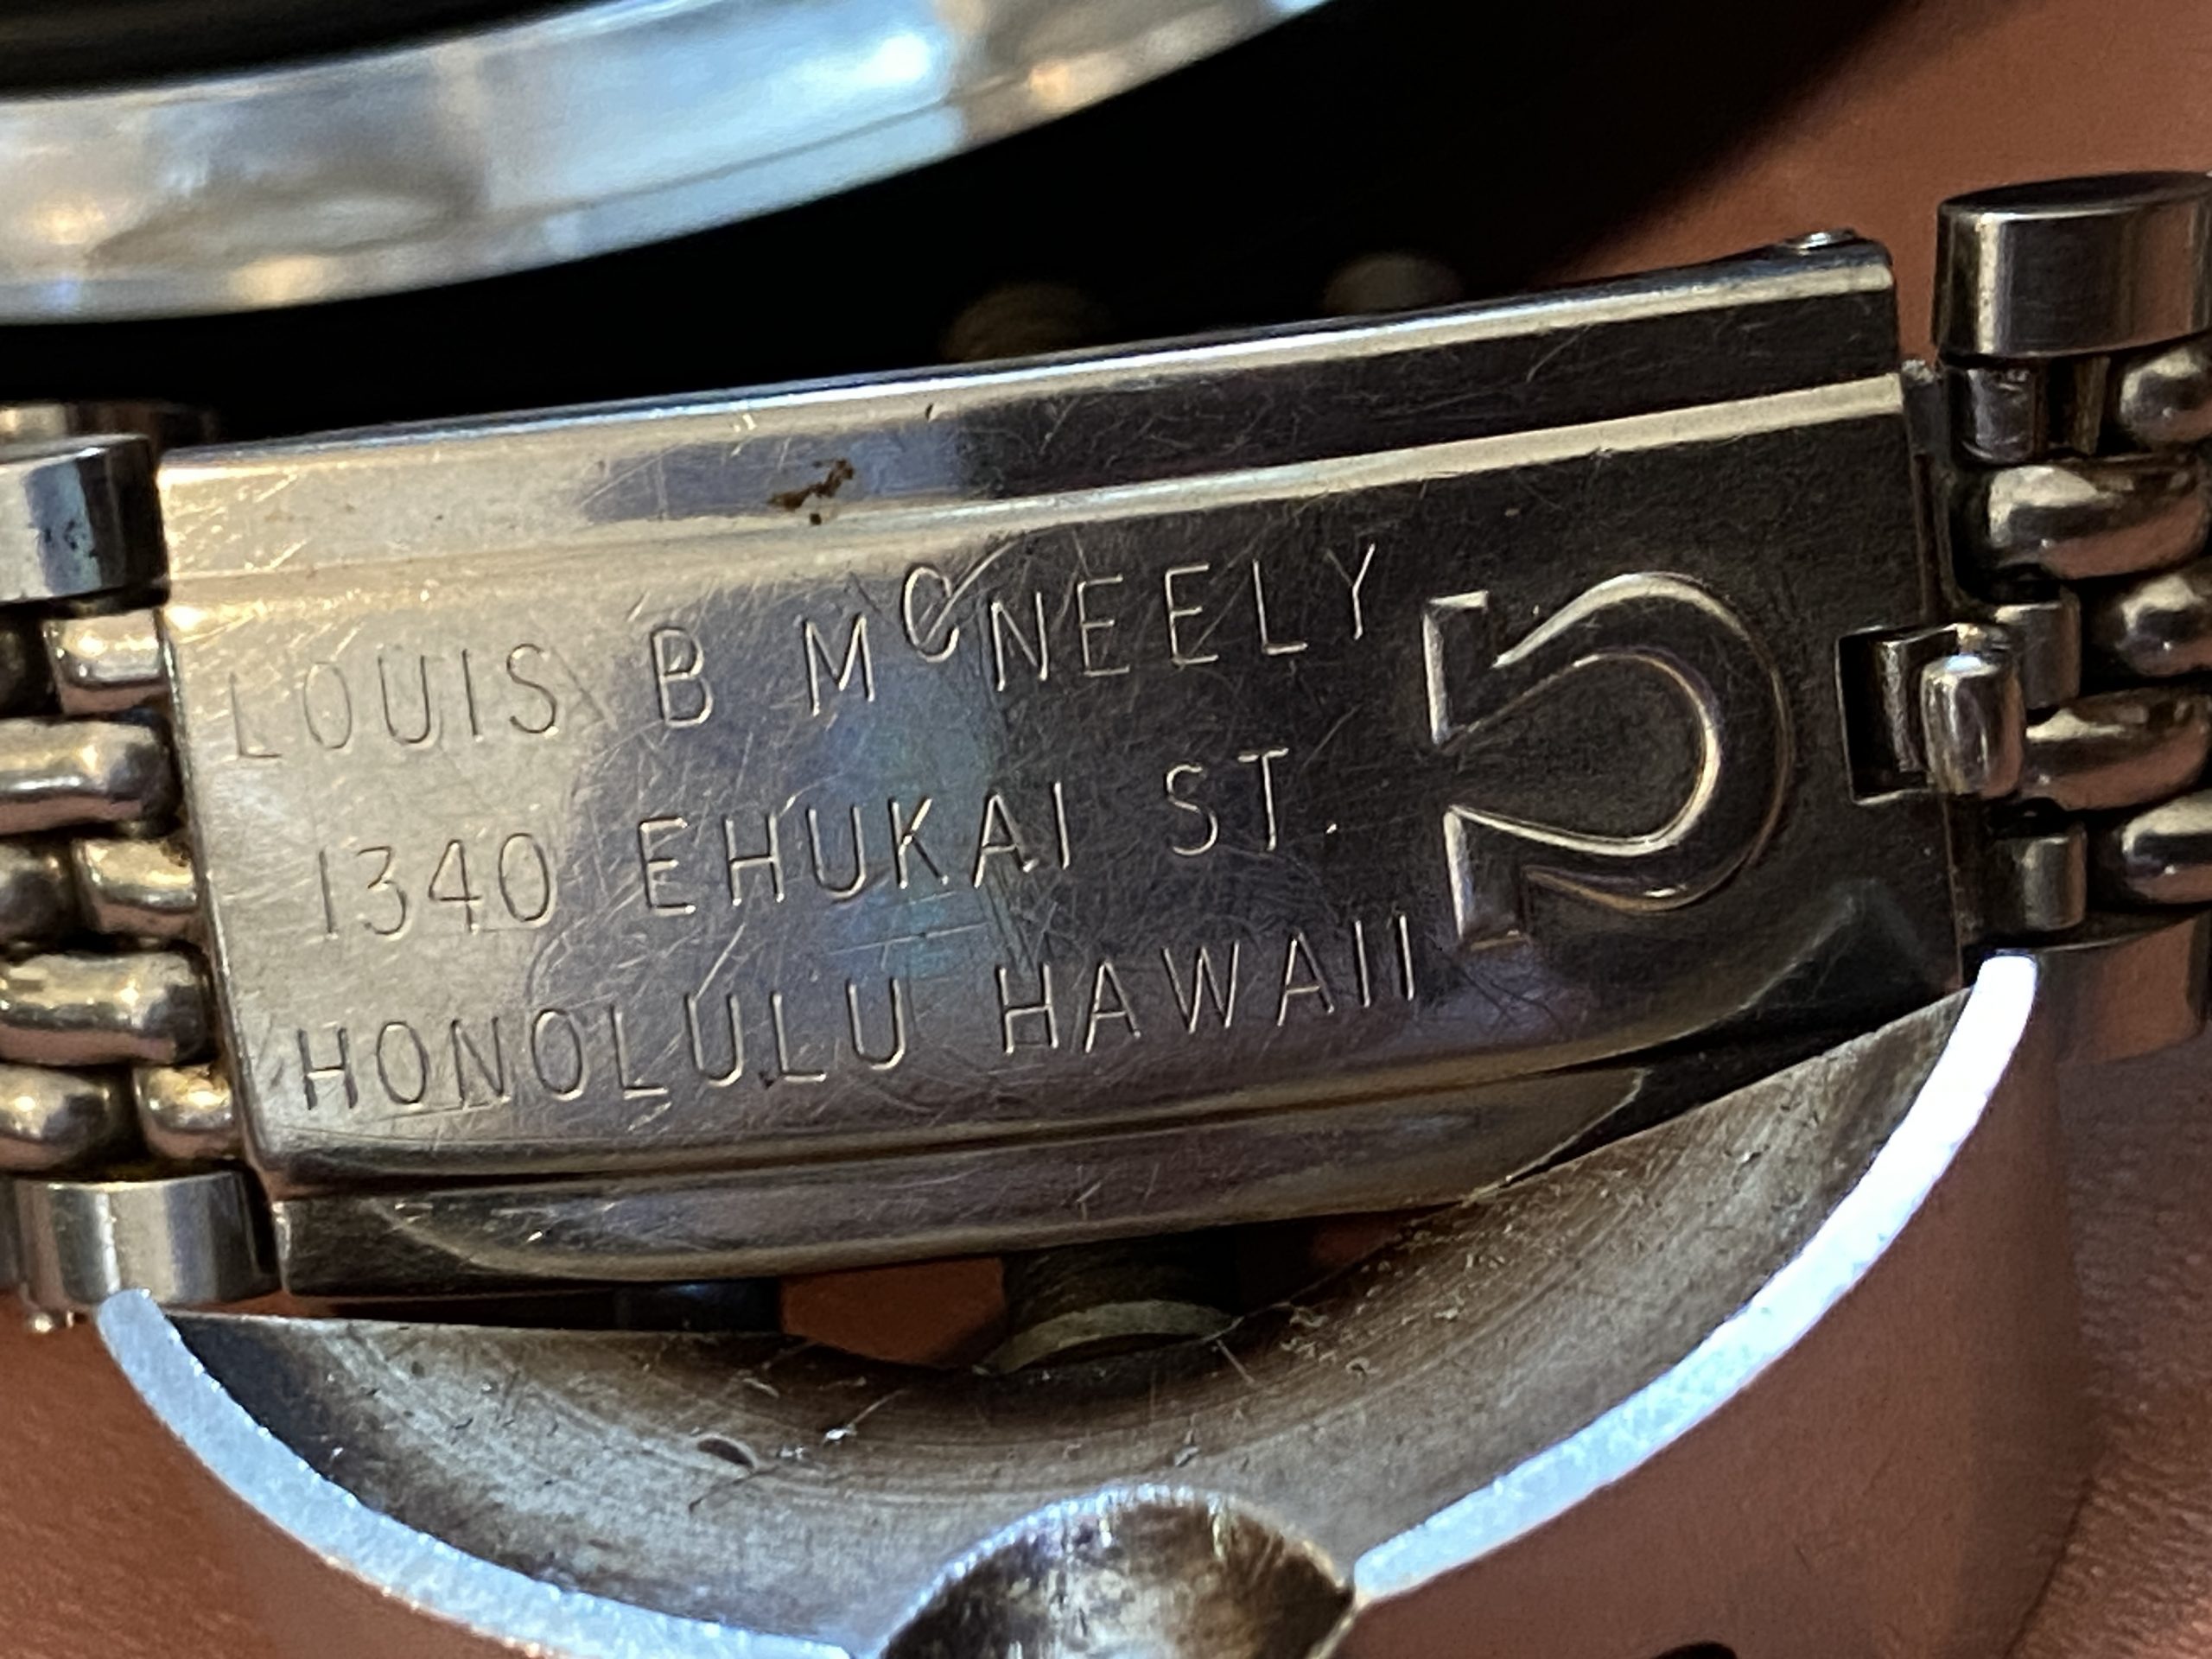 LOUIS B McNEELY
1340 EHUKAI ST.
HONOLULU HAWAII